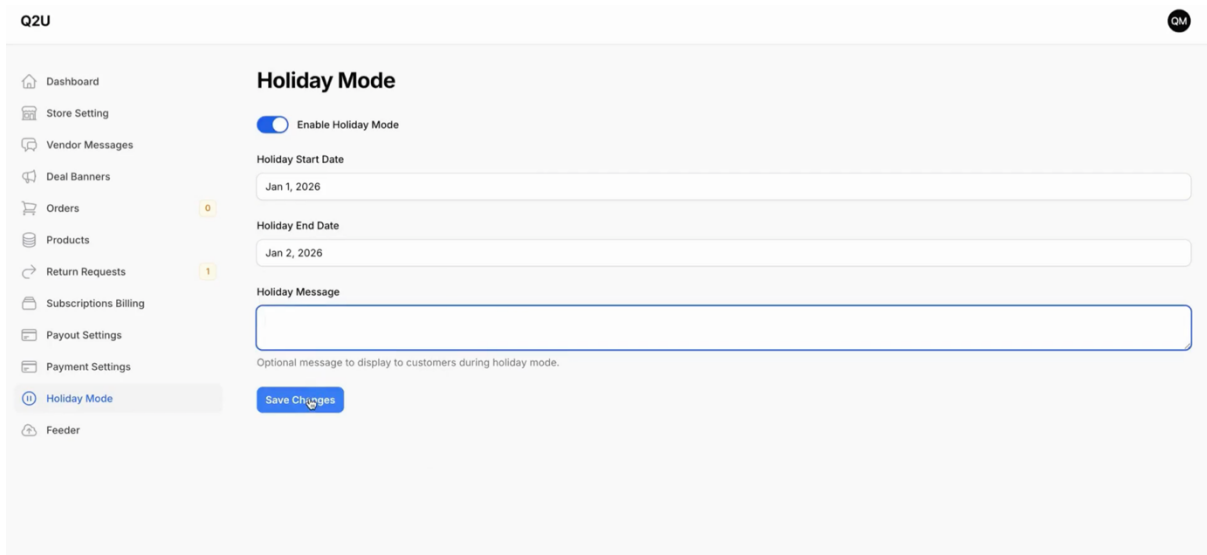 Q2U
QM
Dashboard
Store Setting
Vendor Messages
Deal Banners
Orders 0
Products
Return Requests 1
Subscriptions Billing
Payout Settings
Payment Settings
Holiday Mode
Feeder
Holiday Mode
Enable Holiday Mode
Holiday Start Date
Jan 1, 2026
Holiday End Date
Jan 2, 2026
Holiday Message
Optional message to display to customers during holiday mode.
Save Changes